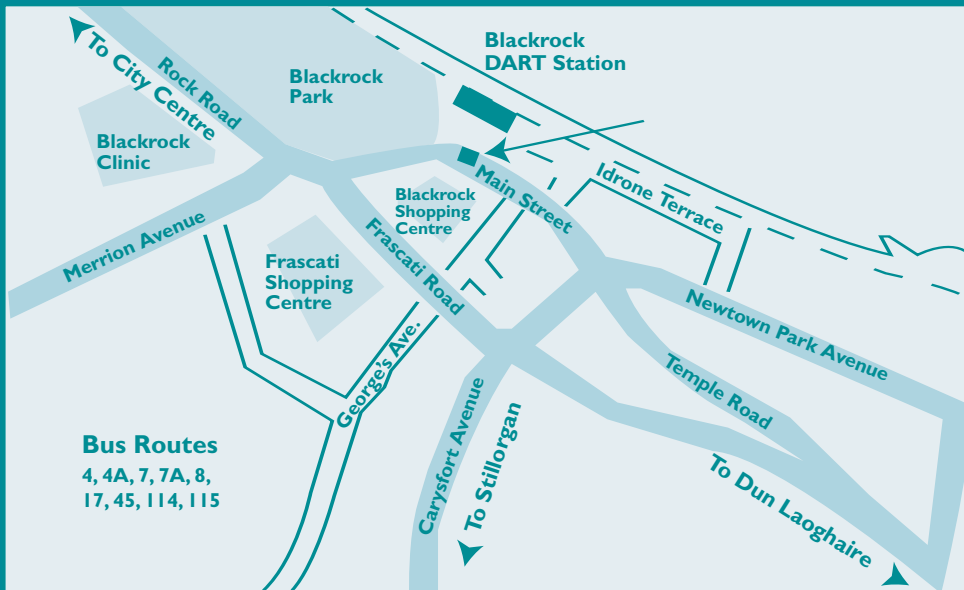 To City Centre
Rock Road
Blackrock
Park
Blackrock
DART Station
Blackrock
Clinic
Merrion Avenue
Frascati
Shopping
Centre
Blackrock
Shopping
Centre
Main Street
Idrone Terrace
Frascati Road
George's Ave.
Newtown Park Avenue
Temple Road
Carysfort Avenue
To Stillorgan
To Dun Laoghaire
Bus Routes
4, 4A, 7, 7A, 8,
17, 45, 114, 115